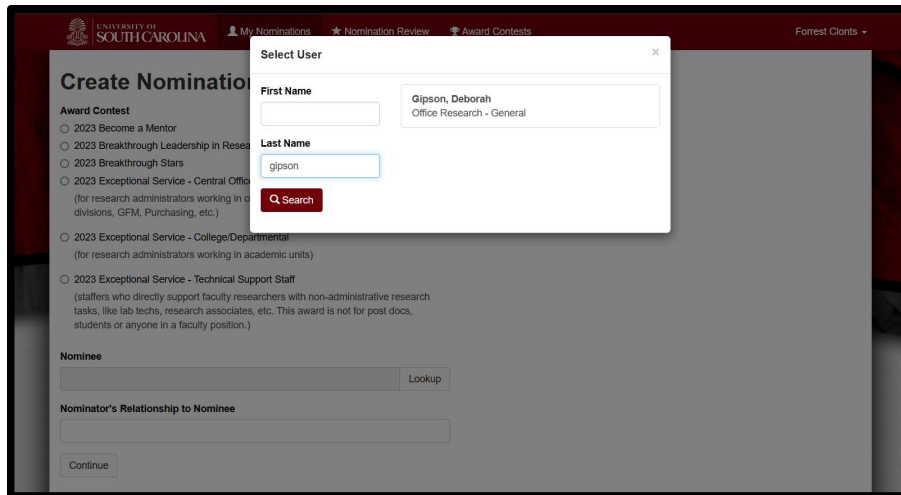 UNIVERSITY OF
SOUTH CAROLINA
My Nominations
Nomination Review
Award Contests
Forrest Clonts
Select User
×
First Name
Gipson, Deborah
Office Research - General
Last Name
gipson
Search
Create Nomination
Award Contest
2023 Become a Mentor
2023 Breakthrough Leadership in Resea
2023 Breakthrough Stars
2023 Exceptional Service - Central Offic
(for research administrators working in c
divisions, GFM, Purchasing, etc.)
2023 Exceptional Service - College/Departmental
(for research administrators working in academic units)
2023 Exceptional Service - Technical Support Staff
(staffers who directly support faculty researchers with non-administrative research
tasks, like lab techs, research associates, etc. This award is not for post docs,
students or anyone in a faculty position.)
Nominee
Lookup
Nominator's Relationship to Nominee
Continue